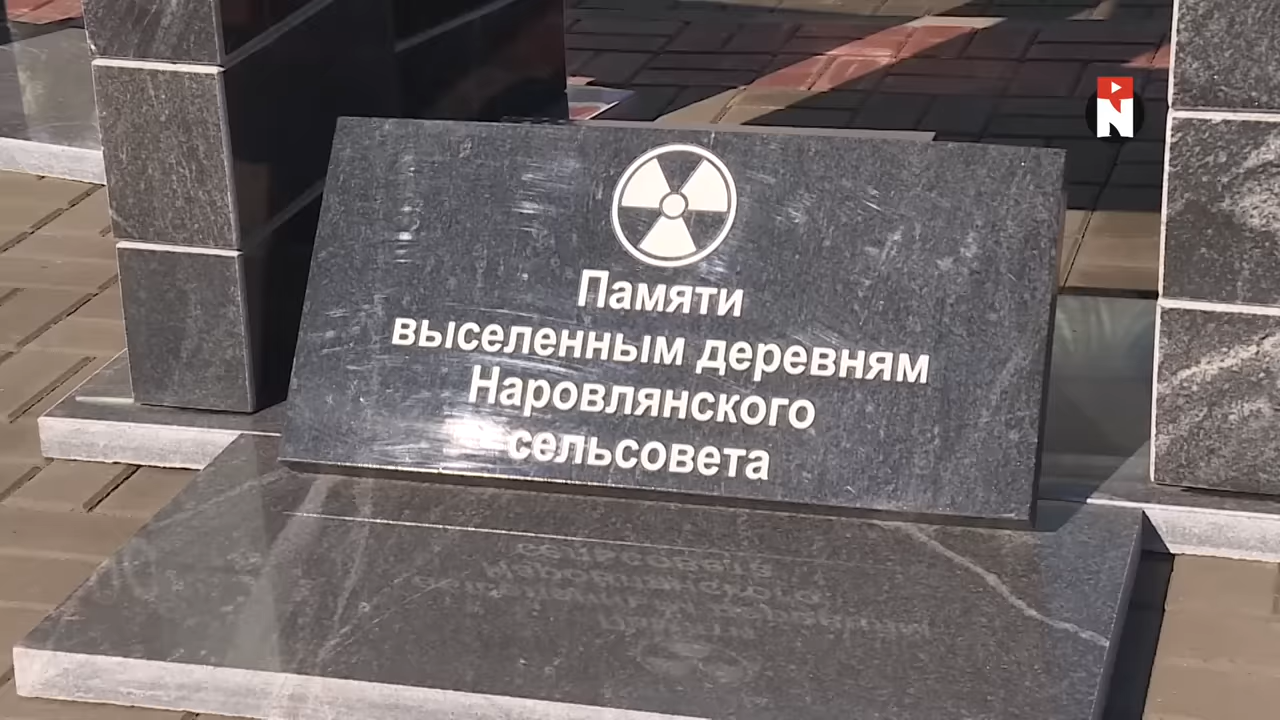 N
Памяти
выселенным деревням
Наровлянского
сельсовета